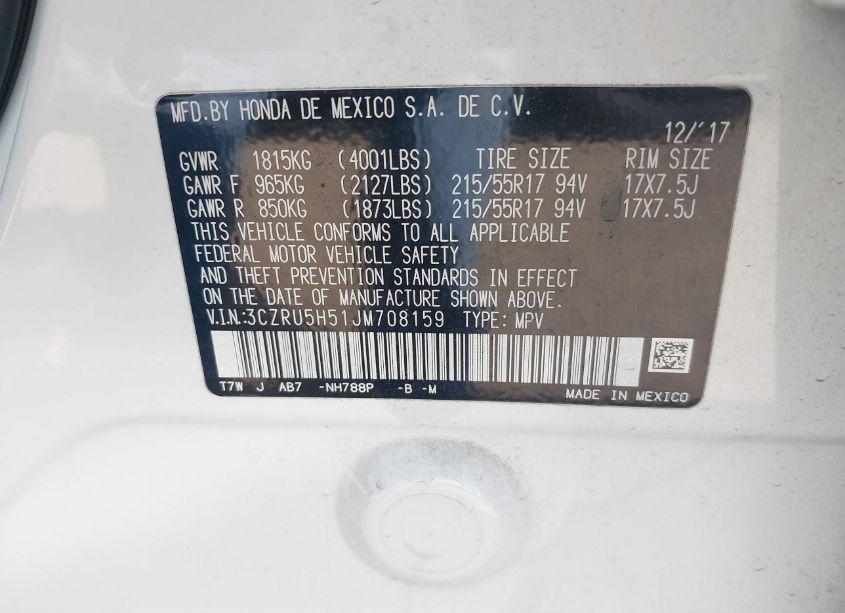 MFD.BY HONDA DE MEXICO S.A. DE C.V.
12/'17
GVWR 1815KG (4001LBS) TIRE SIZE RIM SIZE
GAWR F 965KG (2127LBS) 215/55R17 94V 17X7.5J
GAWR R 850KG (1873LBS) 215/55R17 94V 17X7.5J
THIS VEHICLE CONFORMS TO ALL APPLICABLE
FEDERAL MOTOR VEHICLE SAFETY
AND THEFT PREVENTION STANDARDS IN EFFECT
ON THE DATE OF MANUFACTURE SHOWN ABOVE.
V.I.N:3CZRU5H51JM708159 TYPE: MPV
T7W J AB7 -NH788P -B -M
MADE IN MEXICO